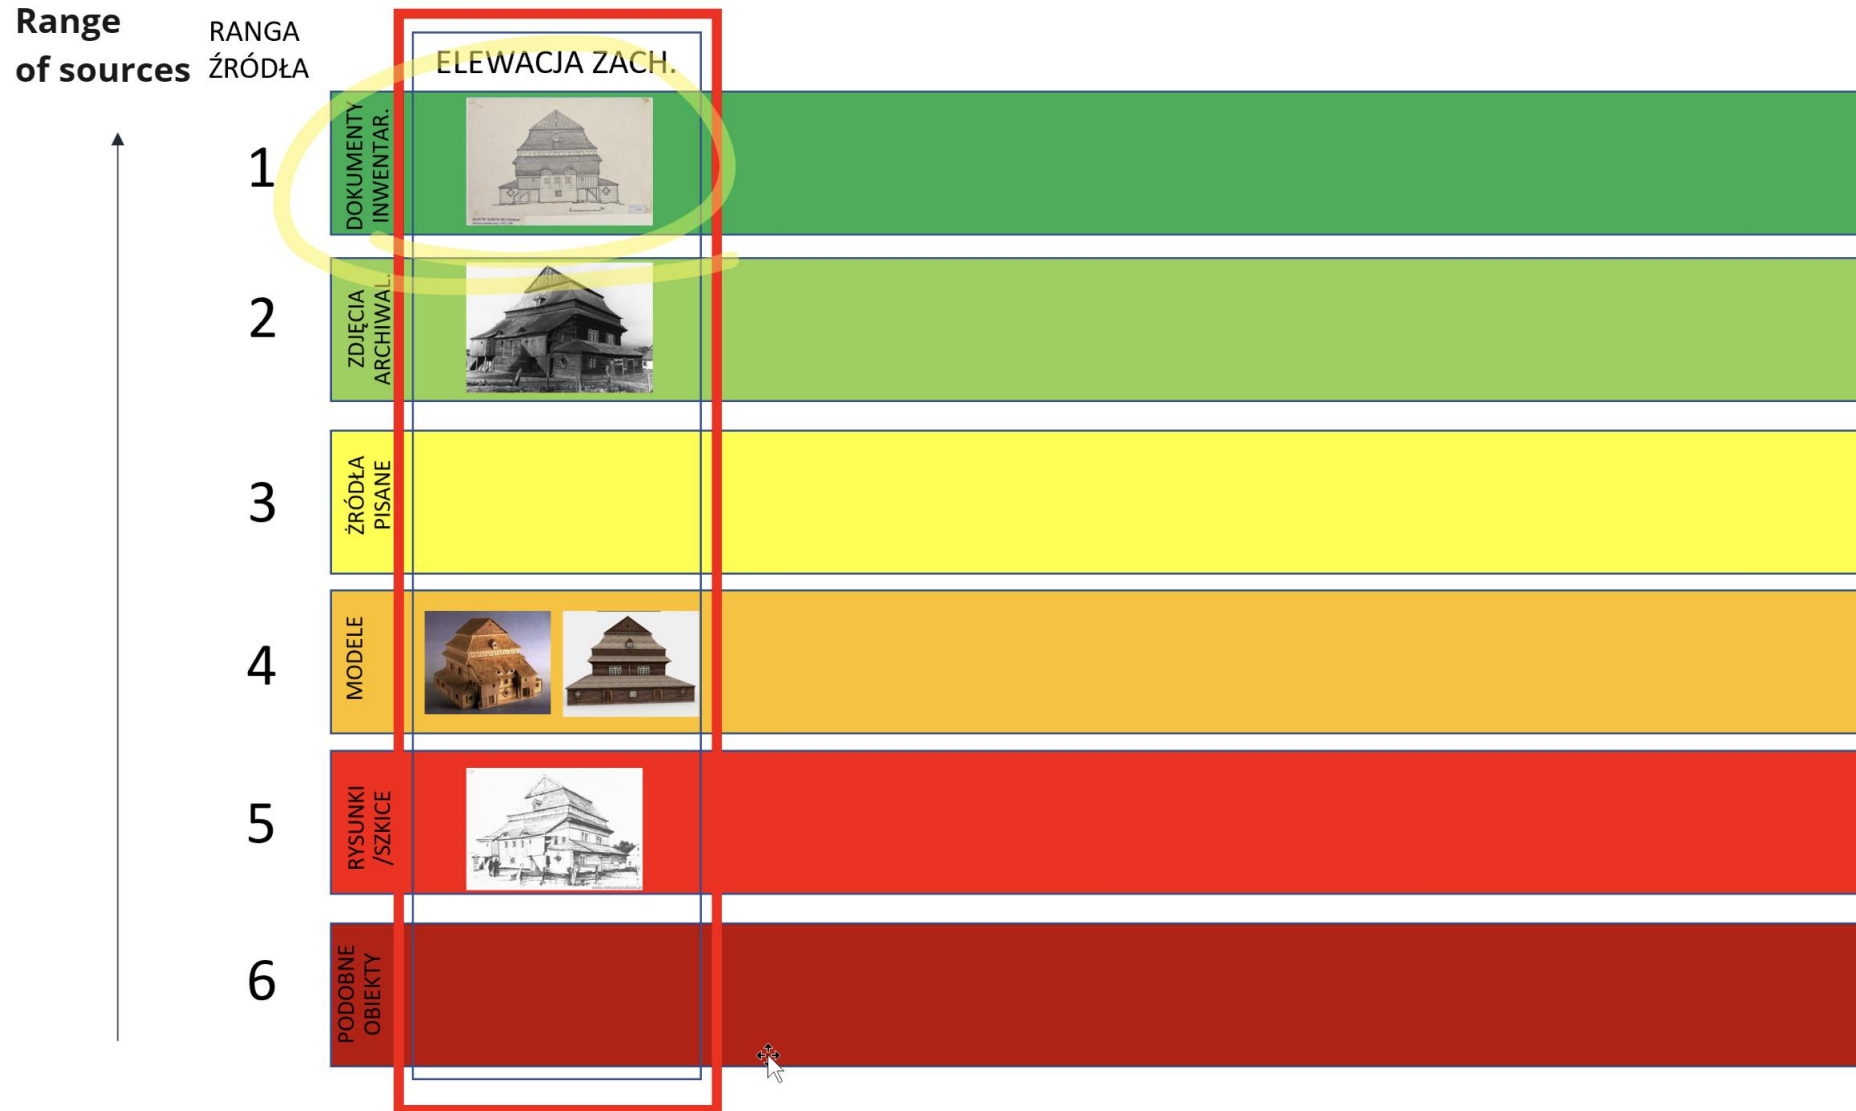 Range
of sources
RANGA
ŹRÓDŁA
ELEWACJA ZACH.
1
DOKUMENTY
INWENTAR.
2
ZDJĘCIA
ARCHIWAL.
3
ŻRÓDŁA
PISANE
4
MODELE
5
RYSUNKI
/SZKICE
6
PODOBNE
OBIEKTY